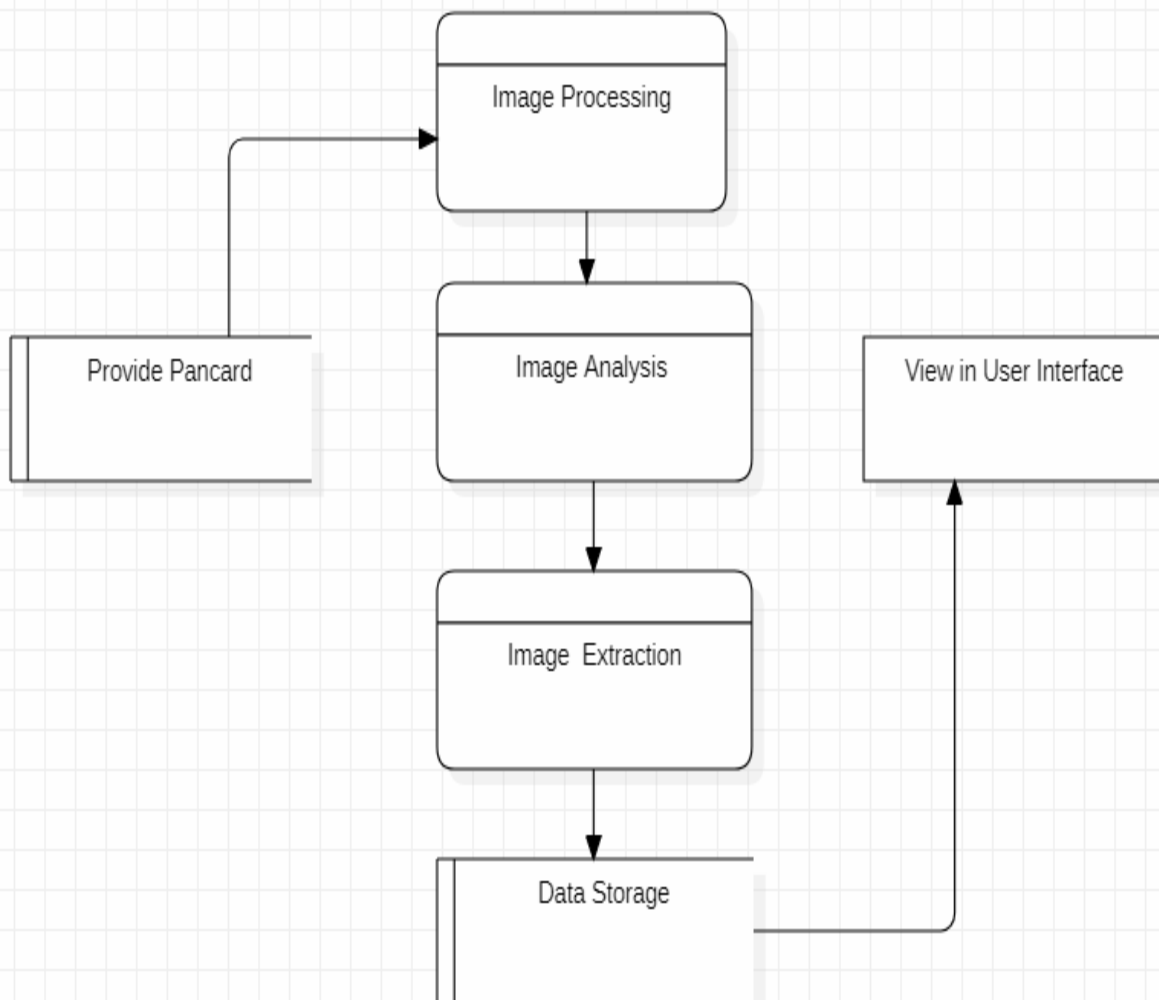 Image Processing
Provide Pancard
Image Analysis
View in User Interface
Image  Extraction
Data Storage